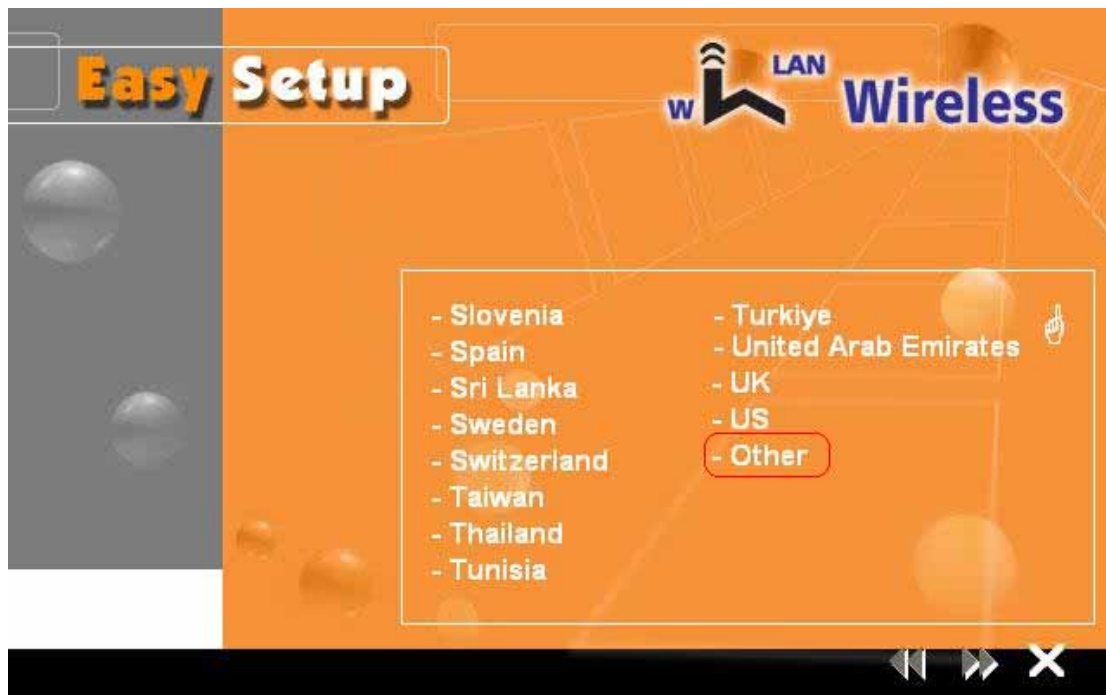 Easy Setup
W LAN
Wireless
- Slovenia
- Spain
- Sri Lanka
- Sweden
- Switzerland
- Taiwan
- Thailand
- Tunisia
- Turkiye
- United Arab Emirates
- UK
- US
- Other